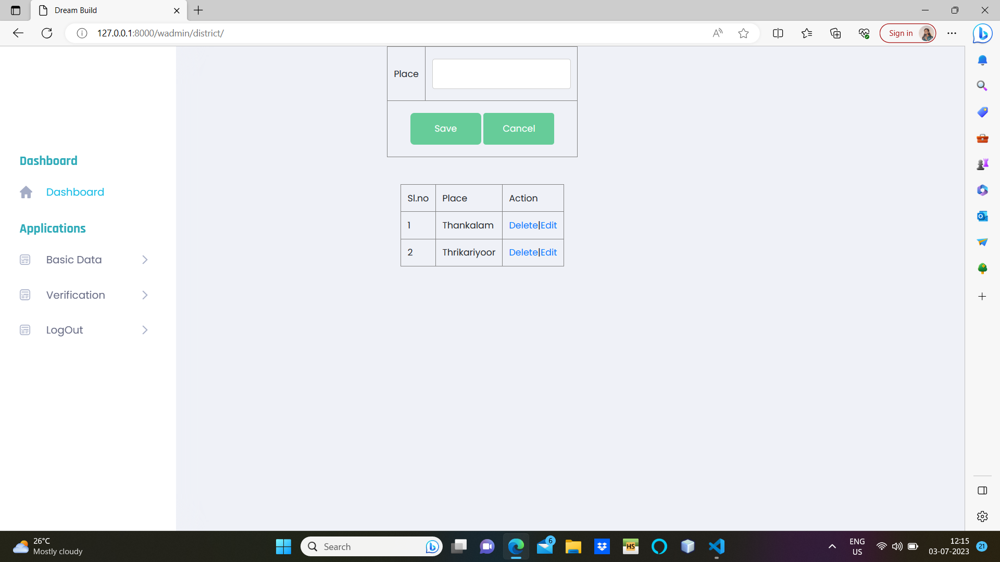 Dream Build
127.0.0.1:8000/wadmin/district/
Sign in
Place
Save Cancel
Dashboard
Dashboard
Applications
Basic Data
Verification
LogOut
Sl.no Place Action
1 Thankalam Delete|Edit
2 Thrikariyoor Delete|Edit
26°C
Mostly cloudy
Search
6
HS
ENG
US
12:15
03-07-2023
21